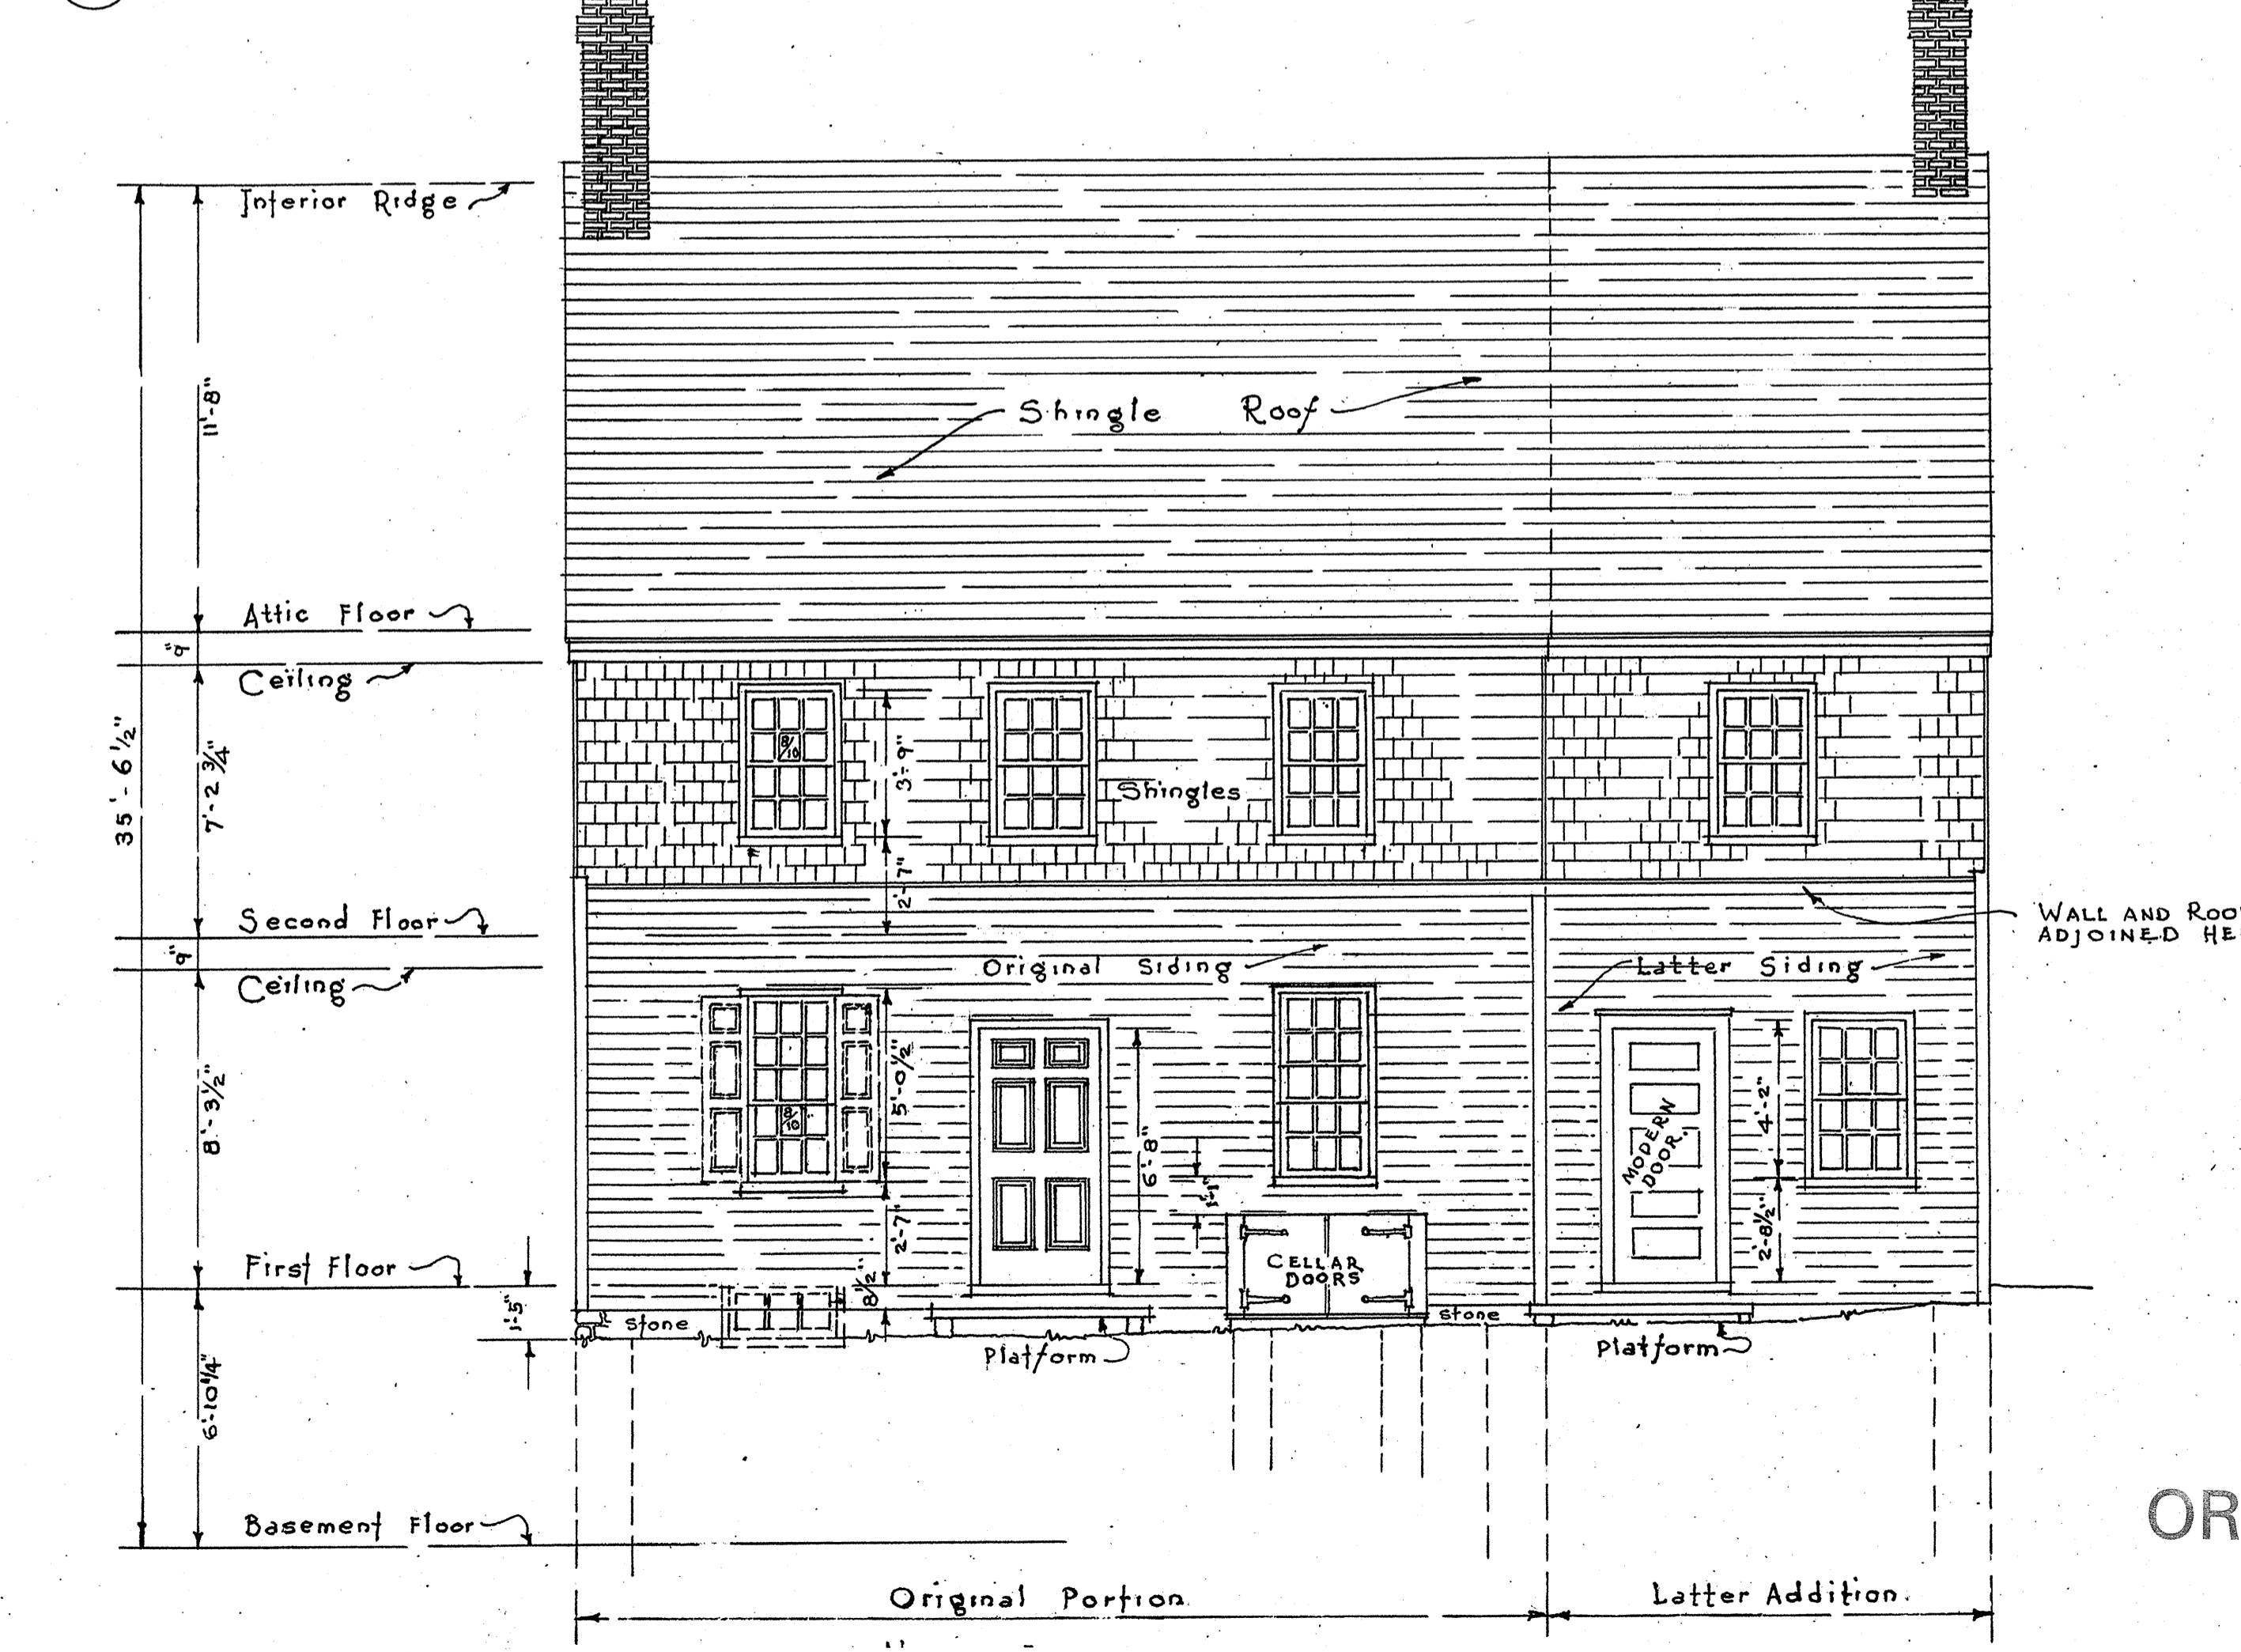 Interior Ridge
11'-8"
Shingle Roof
Attic Floor
9"
Ceiling
35'-6 1/2"
7'-2 3/4"
8/10
3'-9"
Shingles
2'-7"
Second Floor
9"
Ceiling
WALL AND ROO
ADJOINED HE
Original Siding
Latter Siding
8'-3 1/2"
8/10
5'-0 1/2"
6'-8"
1'-1"
MODERN
DOOR.
4'-2"
2'-7"
2'-8 1/2"
First Floor
8 1/2"
CELLAR
DOORS
1'-5"
stone
stone
Platform
Platform
6'-10 1/4"
Basement Floor
OR
Original Portion
Latter Addition.